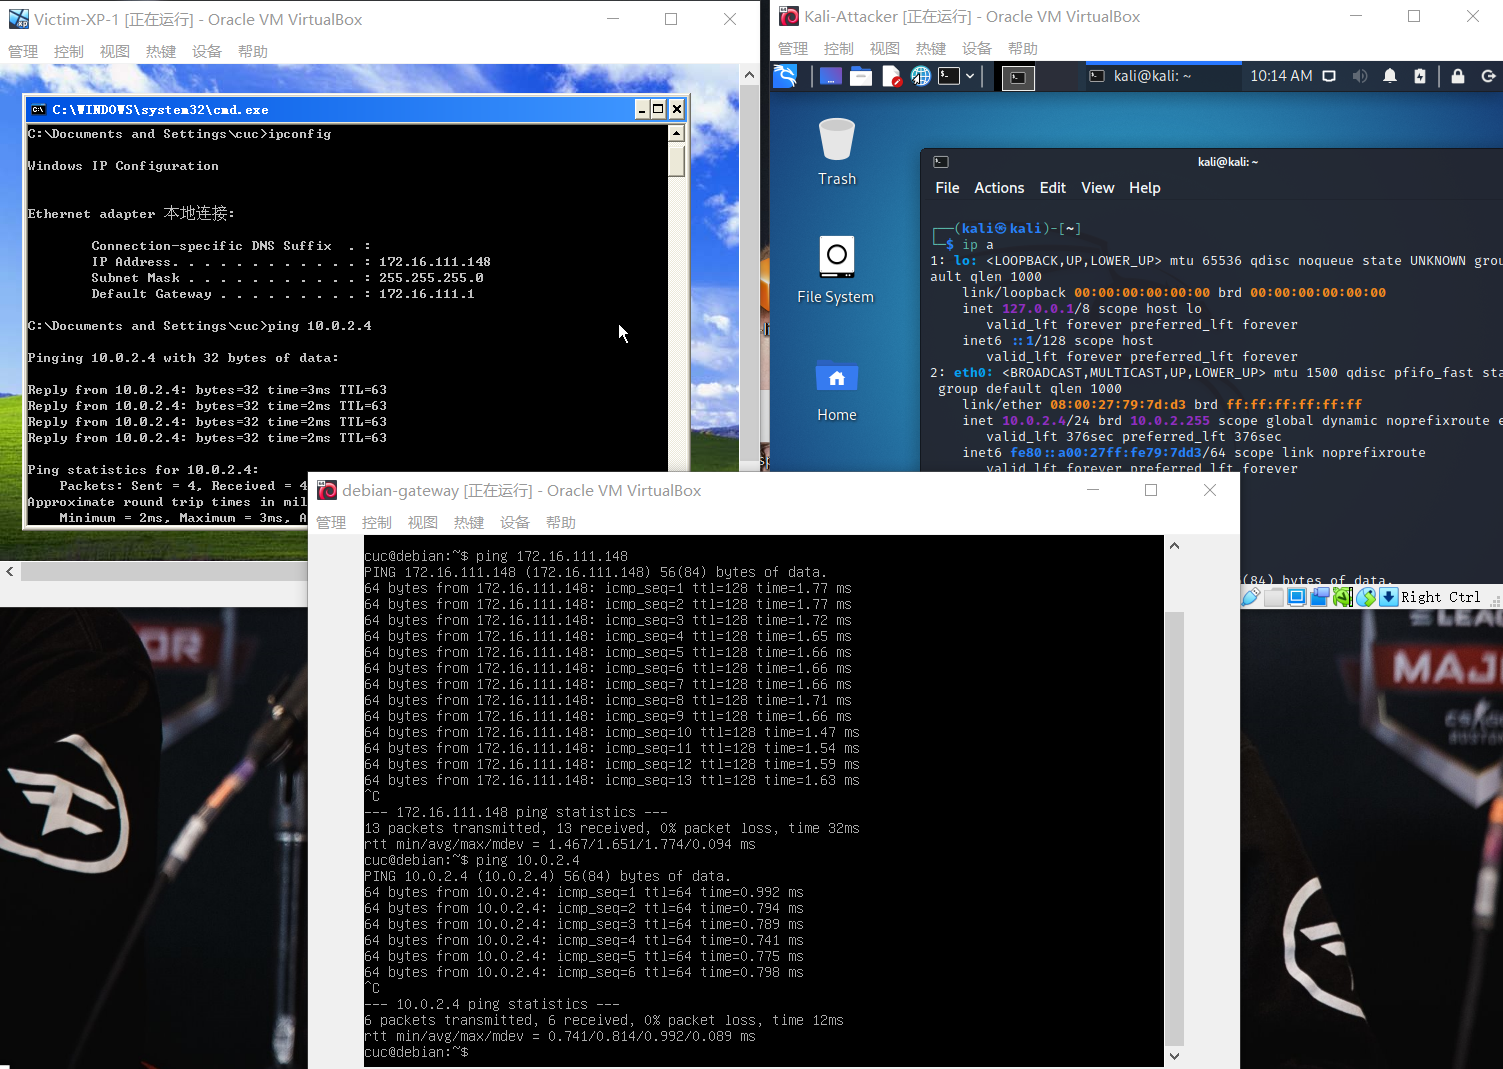 Victim-XP-1 [正在运行] - Oracle VM VirtualBox
管理 控制 视图 热键 设备 帮助
C:\WINDOWS\system32\cmd.exe
C:\Documents and Settings\cuc>ipconfig
Windows IP Configuration
Ethernet adapter 本地连接:
Connection-specific DNS Suffix  . :
IP Address. . . . . . . . . . . . : 172.16.111.148
Subnet Mask . . . . . . . . . . . : 255.255.255.0
Default Gateway . . . . . . . . . : 172.16.111.1
C:\Documents and Settings\cuc>ping 10.0.2.4
Pinging 10.0.2.4 with 32 bytes of data:
Reply from 10.0.2.4: bytes=32 time=3ms TTL=63
Reply from 10.0.2.4: bytes=32 time=2ms TTL=63
Reply from 10.0.2.4: bytes=32 time=2ms TTL=63
Reply from 10.0.2.4: bytes=32 time=2ms TTL=63
Ping statistics for 10.0.2.4:
Packets: Sent = 4, Received = 4
Approximate round trip times in mil
Minimum = 2ms, Maximum = 3ms, A
Kali-Attacker [正在运行] - Oracle VM VirtualBox
管理 控制 视图 热键 设备 帮助
kali@kali: ~
10:14 AM
Trash
File System
Home
kali@kali: ~
File Actions Edit View Help
┌──(kali㉿kali)-[~]
└─$ ip a
1: lo: <LOOPBACK,UP,LOWER_UP> mtu 65536 qdisc noqueue state UNKNOWN grou
ault qlen 1000
link/loopback 00:00:00:00:00:00 brd 00:00:00:00:00:00
inet 127.0.0.1/8 scope host lo
valid_lft forever preferred_lft forever
inet6 ::1/128 scope host
valid_lft forever preferred_lft forever
2: eth0: <BROADCAST,MULTICAST,UP,LOWER_UP> mtu 1500 qdisc pfifo_fast sta
group default qlen 1000
link/ether 08:00:27:79:7d:d3 brd ff:ff:ff:ff:ff:ff
inet 10.0.2.4/24 brd 10.0.2.255 scope global dynamic noprefixroute e
valid_lft 376sec preferred_lft 376sec
inet6 fe80::a00:27ff:fe79:7dd3/64 scope link noprefixroute
valid_lft forever preferred_lft forever
(84) bytes of data.
Right Ctrl
debian-gateway [正在运行] - Oracle VM VirtualBox
管理 控制 视图 热键 设备 帮助
cuc@debian:~$ ping 172.16.111.148
PING 172.16.111.148 (172.16.111.148) 56(84) bytes of data.
64 bytes from 172.16.111.148: icmp_seq=1 ttl=128 time=1.77 ms
64 bytes from 172.16.111.148: icmp_seq=2 ttl=128 time=1.77 ms
64 bytes from 172.16.111.148: icmp_seq=3 ttl=128 time=1.72 ms
64 bytes from 172.16.111.148: icmp_seq=4 ttl=128 time=1.65 ms
64 bytes from 172.16.111.148: icmp_seq=5 ttl=128 time=1.66 ms
64 bytes from 172.16.111.148: icmp_seq=6 ttl=128 time=1.66 ms
64 bytes from 172.16.111.148: icmp_seq=7 ttl=128 time=1.66 ms
64 bytes from 172.16.111.148: icmp_seq=8 ttl=128 time=1.71 ms
64 bytes from 172.16.111.148: icmp_seq=9 ttl=128 time=1.66 ms
64 bytes from 172.16.111.148: icmp_seq=10 ttl=128 time=1.47 ms
64 bytes from 172.16.111.148: icmp_seq=11 ttl=128 time=1.54 ms
64 bytes from 172.16.111.148: icmp_seq=12 ttl=128 time=1.59 ms
64 bytes from 172.16.111.148: icmp_seq=13 ttl=128 time=1.63 ms
^C
--- 172.16.111.148 ping statistics ---
13 packets transmitted, 13 received, 0% packet loss, time 32ms
rtt min/avg/max/mdev = 1.467/1.651/1.774/0.094 ms
cuc@debian:~$ ping 10.0.2.4
PING 10.0.2.4 (10.0.2.4) 56(84) bytes of data.
64 bytes from 10.0.2.4: icmp_seq=1 ttl=64 time=0.992 ms
64 bytes from 10.0.2.4: icmp_seq=2 ttl=64 time=0.794 ms
64 bytes from 10.0.2.4: icmp_seq=3 ttl=64 time=0.789 ms
64 bytes from 10.0.2.4: icmp_seq=4 ttl=64 time=0.741 ms
64 bytes from 10.0.2.4: icmp_seq=5 ttl=64 time=0.775 ms
64 bytes from 10.0.2.4: icmp_seq=6 ttl=64 time=0.798 ms
^C
--- 10.0.2.4 ping statistics ---
6 packets transmitted, 6 received, 0% packet loss, time 12ms
rtt min/avg/max/mdev = 0.741/0.814/0.992/0.089 ms
cuc@debian:~$